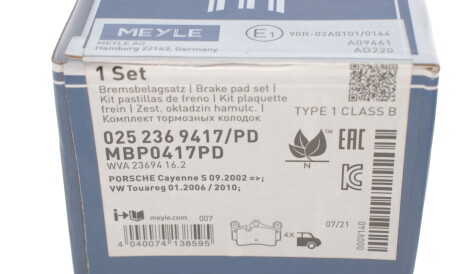 MEYLE
MEYLE AG
Hamburg 22143, Germany
E1
90R-02A0101/0144
A09661
AD220
1 Set
Bremsbelagsatz | Brake pad set |
Kit pastillas de freno | Kit plaquette
frein | Zest. okładzin hamulc. |
Комплект тормозных колодок
TYPE 1 CLASS B
025 236 9417/PD
MBP0417PD
WVA 23694 16.2
N
EAC
PORSCHE Cayenne S 09.2002 =>;
VW Touareg 01.2006 / 2010;
meyle.com
007
4 040074 138595
4X
07/21
000V140